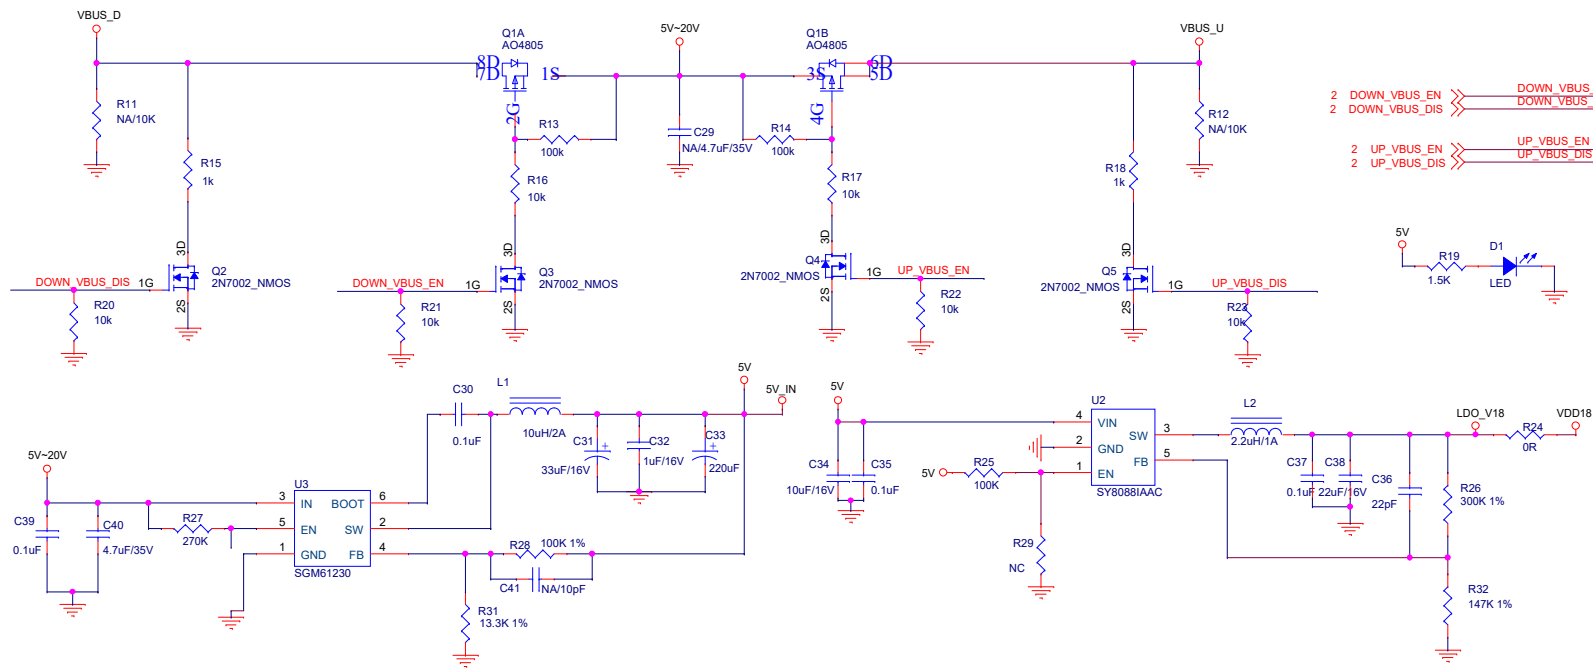 VBUS_D
Q1A
AO4805
8D
7D
1S
2G
5V~20V
Q1B
AO4805
3S
6D
5D
4G
VBUS_U
R11
NA/10K
R15
1k
R13
100k
C29
NA/4.7uF/35V
R14
100k
R12
NA/10K
R16
10k
R17
10k
R18
1k
2 DOWN_VBUS_EN
DOWN_VBUS_
2 DOWN_VBUS_DIS
DOWN_VBUS_
2 UP_VBUS_EN
UP_VBUS_EN
2 UP_VBUS_DIS
UP_VBUS_DIS
DOWN_VBUS_DIS
1G
3D
2S
Q2
2N7002_NMOS
R20
10k
DOWN_VBUS_EN
1G
3D
2S
Q3
2N7002_NMOS
R21
10k
Q4
2N7002_NMOS
3D
2S
1G
UP_VBUS_EN
R22
10k
Q5
2N7002_NMOS
3D
2S
1G
UP_VBUS_DIS
R23
10k
5V
R19
1.5K
D1
LED
5V~20V
C39
0.1uF
C40
4.7uF/35V
R27
270K
U3
3 IN
BOOT 6
5 EN
SW 2
1 GND
FB 4
SGM61230
C30
0.1uF
L1
10uH/2A
5V
5V_IN
C31
33uF/16V
C32
1uF/16V
C33
220uF
R28
100K 1%
C41
NA/10pF
R31
13.3K 1%
5V
C34
10uF/16V
C35
0.1uF
5V
R25
100K
R29
NC
U2
4 VIN
SW 3
2 GND
FB 5
1 EN
SY8088IAAC
L2
2.2uH/1A
LDO_V18
R24
0R
VDD18
C37
0.1uF
C38
22uF/16V
C36
22pF
R26
300K 1%
R32
147K 1%